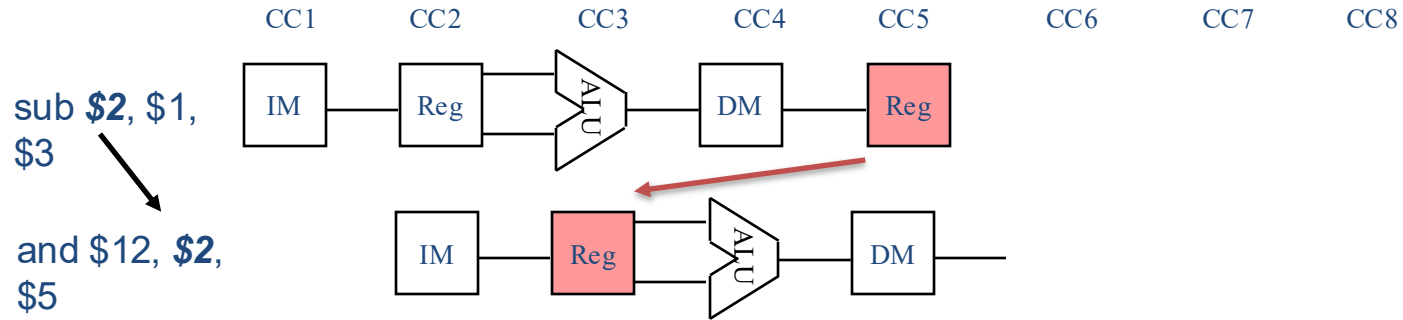 CC1 CC2 CC3 CC4 CC5 CC6 CC7 CC8
sub $2, $1,
$3
IM Reg ALU DM Reg
and $12, $2,
$5
IM Reg ALU DM